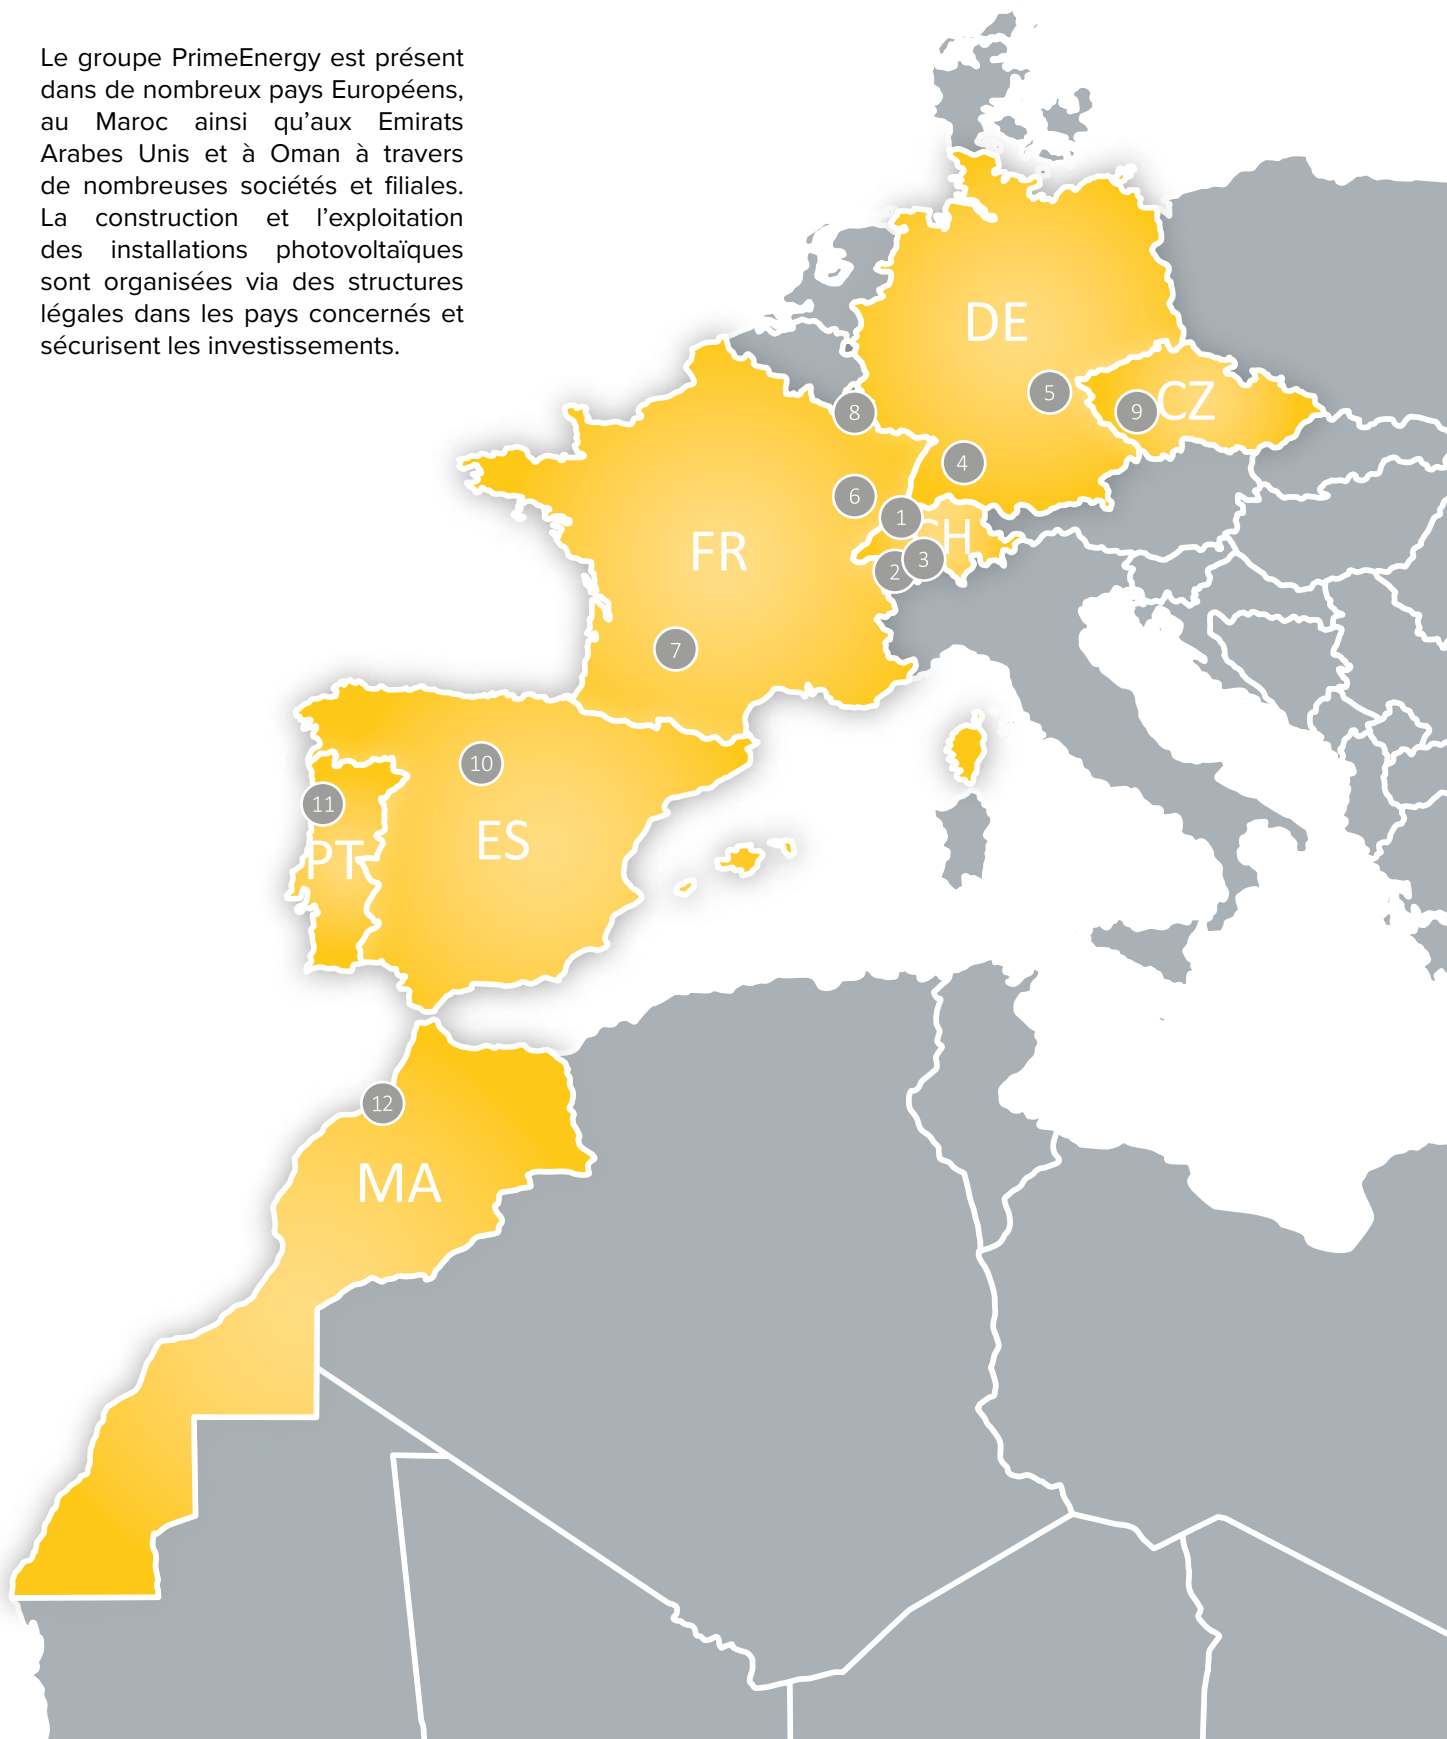 Le groupe PrimeEnergy est présent
dans de nombreux pays Européens,
au Maroc ainsi qu’aux Emirats
Arabes Unis et à Oman à travers
de nombreuses sociétés et filiales.
La construction et l’exploitation
des installations photovoltaïques
sont organisées via des structures
légales dans les pays concernés et
sécurisent les investissements.
DE
5
9
CZ
8
4
6
1
CH
FR
2
3
7
10
11
ES
PT
12
MA